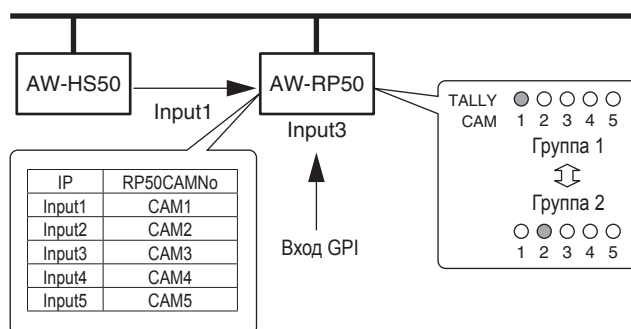 AW-HS50
AW-RP50
Input1
Input3
TALLY
CAM 1 2 3 4 5
Группа 1
Группа 2
1 2 3 4 5
IP RP50CAMNo
Input1 CAM1
Input2 CAM2
Input3 CAM3
Input4 CAM4
Input5 CAM5
Вход GPI